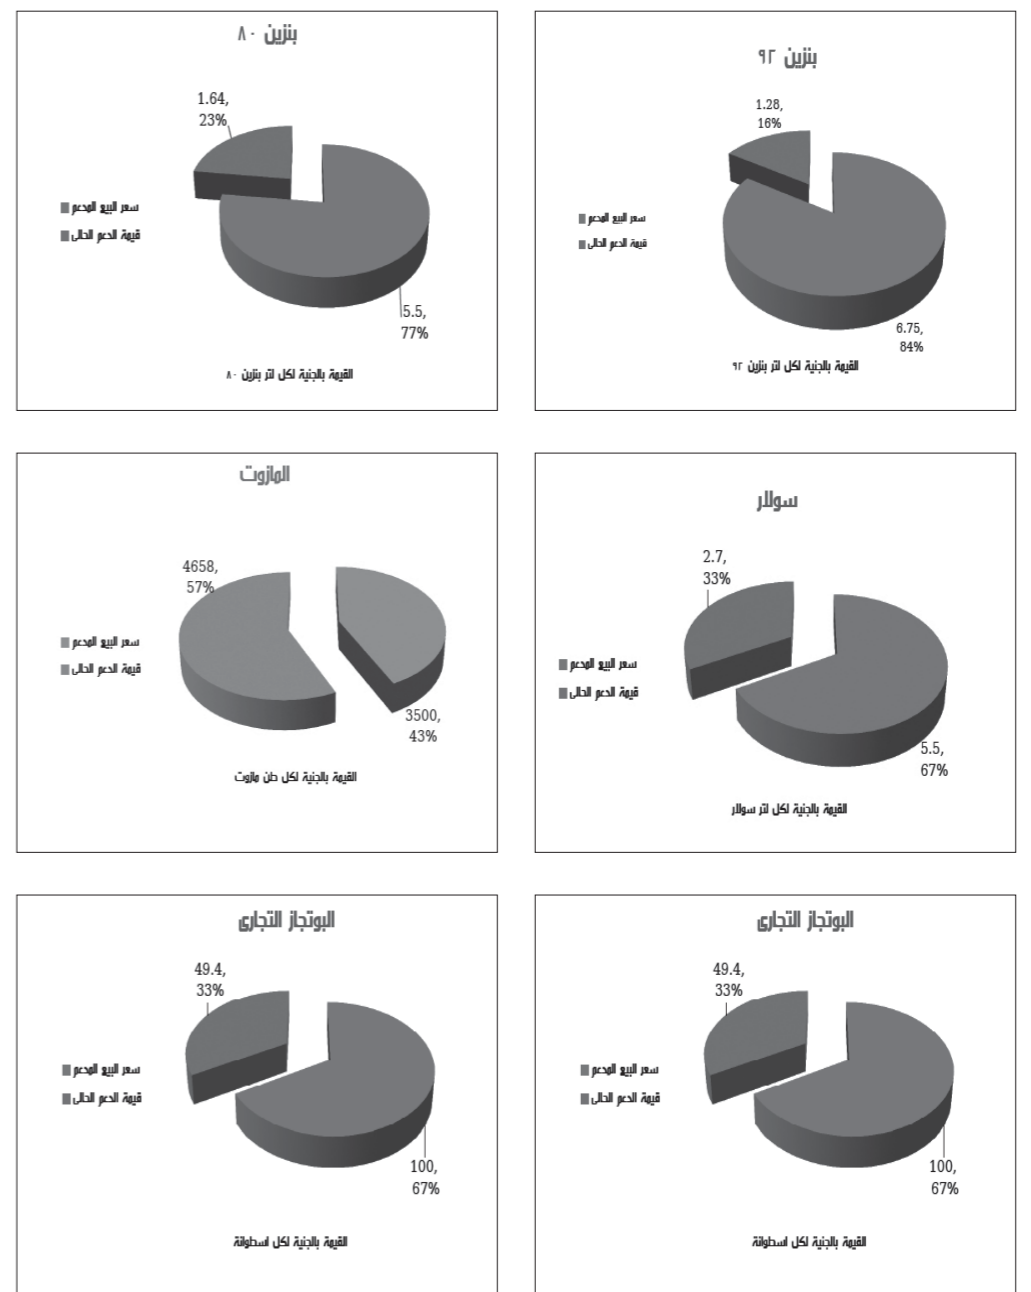 بنزين ٨٠
1.64,
23%
سعر البيع المدعم
قيمة الدعم الحالى
5.5,
77%
القيمة بالجنية لكل لتر بنزين ٨٠
بنزين ٩٢
1.28,
16%
سعر البيع المدعم
قيمة الدعم الحالى
6.75,
84%
القيمة بالجنية لكل لتر بنزين ٩٢
المازوت
4658,
57%
سعر البيع المدعم
قيمة الدعم الحالى
3500,
43%
القيمة بالجنية لكل طن مازوت
سولار
2.7,
33%
سعر البيع المدعم
قيمة الدعم الحالى
5.5,
67%
القيمة بالجنية لكل لتر سولار
البوتجاز التجارى
49.4,
33%
سعر البيع المدعم
قيمة الدعم الحالى
100,
67%
القيمة بالجنية لكل اسطوانة
البوتجاز التجارى
49.4,
33%
سعر البيع المدعم
قيمة الدعم الحالى
100,
67%
القيمة بالجنية لكل اسطوانة